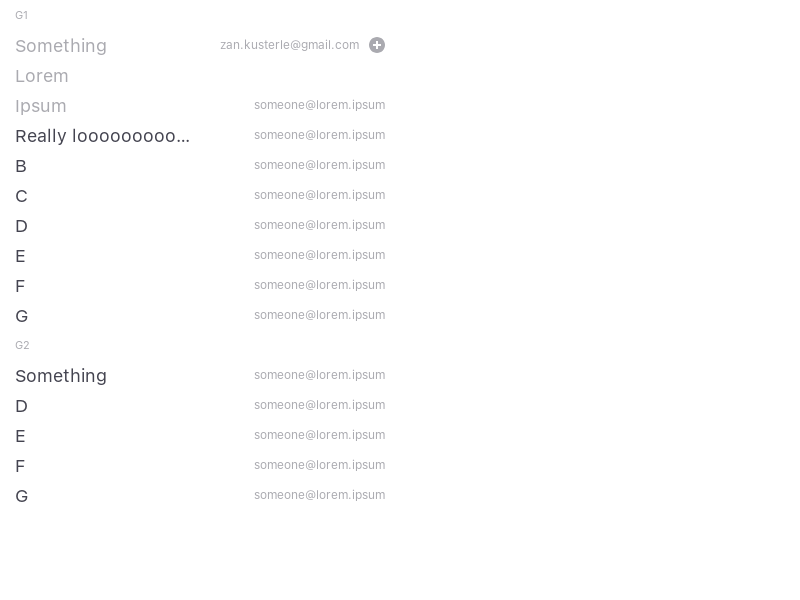 G1
Something zan.kusterle@gmail.com
Lorem
Ipsum someone@lorem.ipsum
Really looooooooo... someone@lorem.ipsum
B someone@lorem.ipsum
C someone@lorem.ipsum
D someone@lorem.ipsum
E someone@lorem.ipsum
F someone@lorem.ipsum
G someone@lorem.ipsum
G2
Something someone@lorem.ipsum
D someone@lorem.ipsum
E someone@lorem.ipsum
F someone@lorem.ipsum
G someone@lorem.ipsum